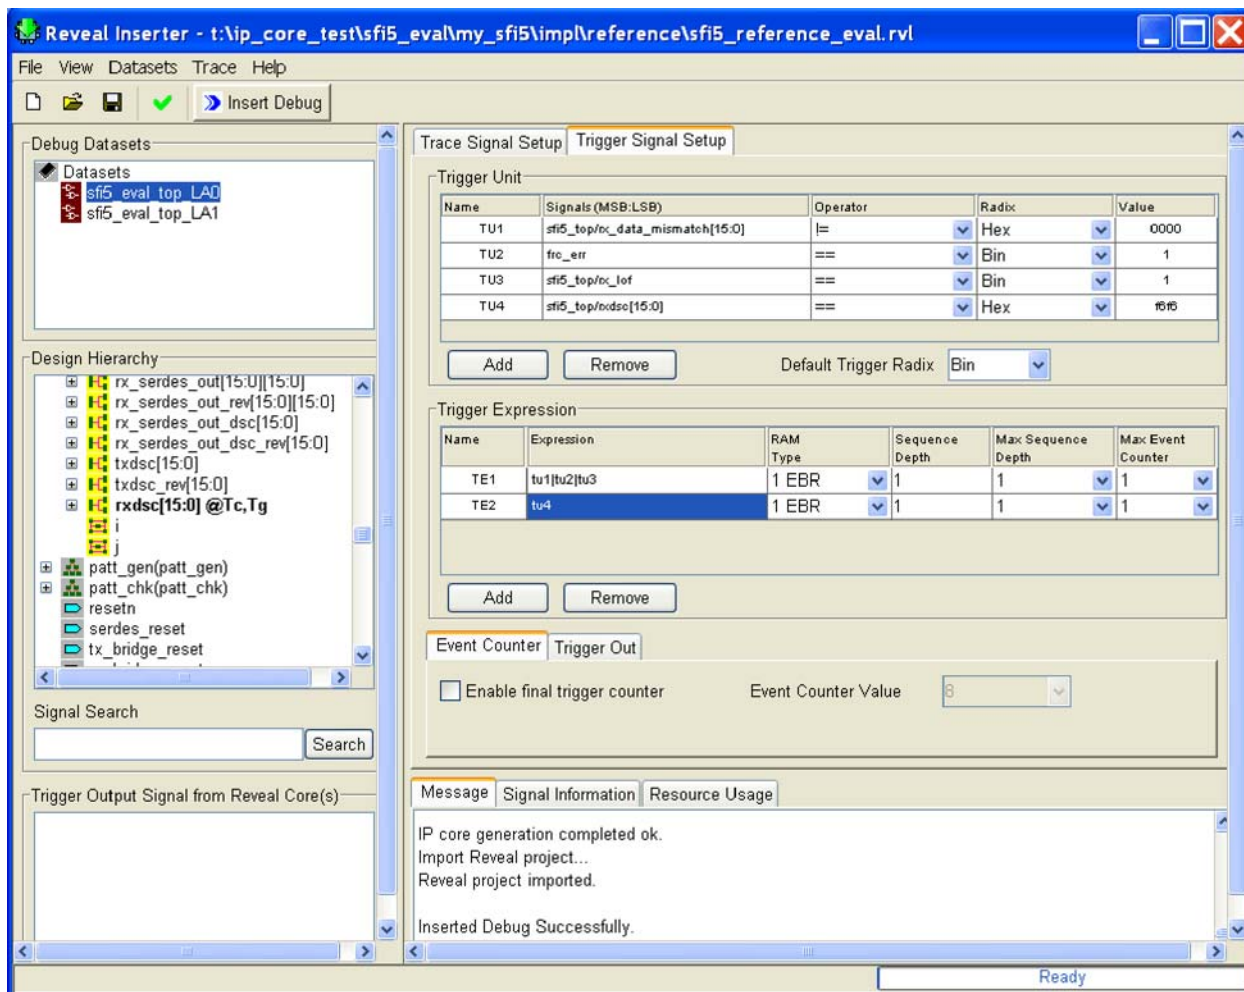 Reveal Inserter - t:\ip_core_test\sfi5_eval\my_sfi5\impl\reference\sfi5_reference_eval.rvl
File View Datasets Trace Help
Insert Debug
Debug Datasets
Datasets
sfi5_eval_top_LA0
sfi5_eval_top_LA1
Design Hierarchy
rx_serdes_out[15:0][15:0]
rx_serdes_out_rev[15:0][15:0]
rx_serdes_out_dsc[15:0]
rx_serdes_out_dsc_rev[15:0]
txdsc[15:0]
txdsc_rev[15:0]
rxdsc[15:0] @Tc,Tg
i
j
patt_gen(patt_gen)
patt_chk(patt_chk)
resetn
serdes_reset
tx_bridge_reset
Signal Search
Search
Trigger Output Signal from Reveal Core(s)
Trace Signal Setup Trigger Signal Setup
Trigger Unit
Name Signals (MSB:LSB) Operator Radix Value
TU1 sfi5_top/rx_data_mismatch[15:0] != Hex 0000
TU2 frc_err == Bin 1
TU3 sfi5_top/rx_lof == Bin 1
TU4 sfi5_top/rxdsc[15:0] == Hex f6f6
Add Remove Default Trigger Radix Bin
Trigger Expression
Name Expression RAM Type Sequence Depth Max Sequence Depth Max Event Counter
TE1 tu1|tu2|tu3 1 EBR 1 1 1
TE2 tu4 1 EBR 1 1 1
Add Remove
Event Counter Trigger Out
Enable final trigger counter Event Counter Value 8
Message Signal Information Resource Usage
IP core generation completed ok.
Import Reveal project...
Reveal project imported.
Inserted Debug Successfully.
Ready